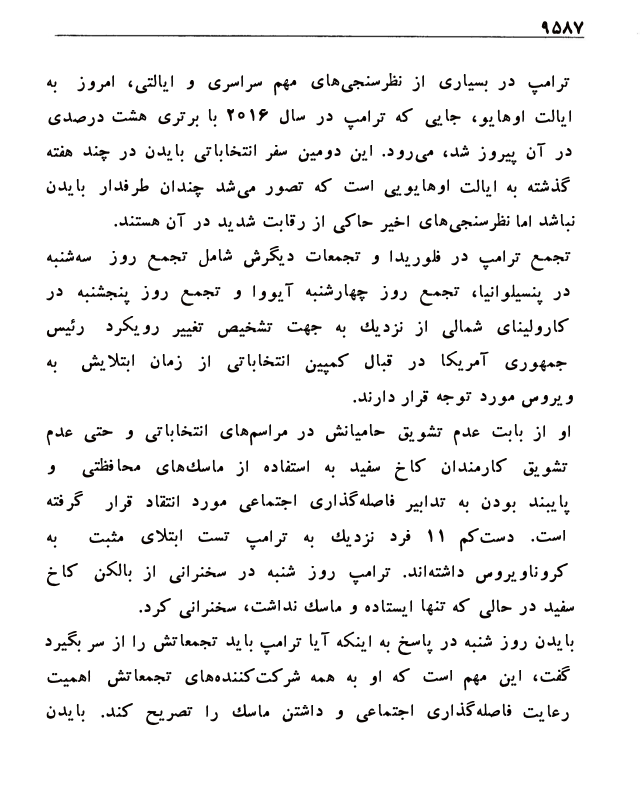 ۹۵۸۷
ترامپ در بسیاری از نظرسنجی‌های مهم سراسری و ایالتی، امروز به
ایالت اوهایو، جایی که ترامپ در سال ۲۰۱۶ با برتری هشت درصدی
در آن پیروز شد، می‌رود. این دومین سفر انتخاباتی بایدن در چند هفته
گذشته به ایالت اوهایویی است که تصور می‌شد چندان طرفدار بایدن
نباشد اما نظرسنجی‌های اخیر حاکی از رقابت شدید در آن هستند.
تجمع ترامپ در فلوریدا و تجمعات دیگرش شامل تجمع روز سه‌شنبه
در پنسیلوانیا، تجمع روز چهارشنبه آیووا و تجمع روز پنجشنبه در
کارولینای شمالی از نزدیك به جهت تشخیص تغییر رویکرد رئیس
جمهوری آمریکا در قبال کمپین انتخاباتی از زمان ابتلایش به
ویروس مورد توجه قرار دارند.
او از بابت عدم تشویق حامیانش در مراسم‌های انتخاباتی و حتی عدم
تشویق کارمندان کاخ سفید به استفاده از ماسك‌های محافظتی و
پایبند بودن به تدابیر فاصله‌گذاری اجتماعی مورد انتقاد قرار گرفته
است. دست‌کم ۱۱ فرد نزدیك به ترامپ تست ابتلای مثبت به
کروناویروس داشته‌اند. ترامپ روز شنبه در سخنرانی از بالکن کاخ
سفید در حالی که تنها ایستاده و ماسك نداشت، سخنرانی کرد.
بایدن روز شنبه در پاسخ به اینکه آیا ترامپ باید تجمعاتش را از سر بگیرد
گفت، این مهم است که او به همه شرکت‌کننده‌های تجمعاتش اهمیت
رعایت فاصله‌گذاری اجتماعی و داشتن ماسك را تصریح کند. بایدن